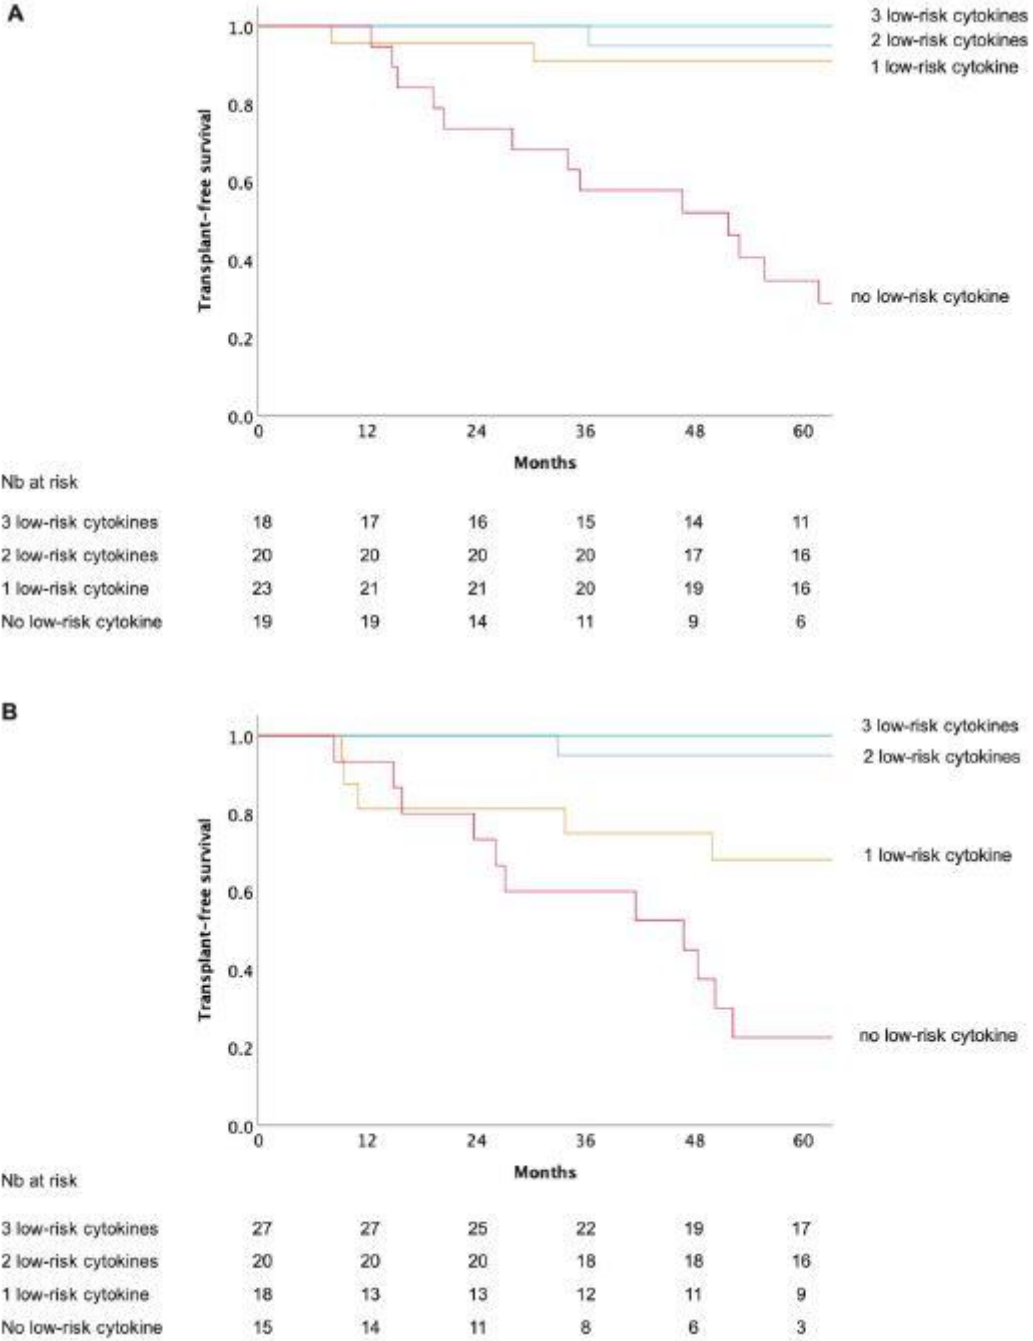 A
3 low-risk cytokines
2 low-risk cytokines
1 low-risk cytokine
no low-risk cytokine
Transplant-free survival
1.0
0.8
0.6
0.4
0.2
0.0
0 12 24 36 48 60
Months
Nb at risk
3 low-risk cytokines 18 17 16 15 14 11
2 low-risk cytokines 20 20 20 20 17 16
1 low-risk cytokine 23 21 21 20 19 16
No low-risk cytokine 19 19 14 11 9 6
B
3 low-risk cytokines
2 low-risk cytokines
1 low-risk cytokine
no low-risk cytokine
Transplant-free survival
1.0
0.8
0.6
0.4
0.2
0.0
0 12 24 36 48 60
Months
Nb at risk
3 low-risk cytokines 27 27 25 22 19 17
2 low-risk cytokines 20 20 20 18 18 16
1 low-risk cytokine 18 13 13 12 11 9
No low-risk cytokine 15 14 11 8 6 3